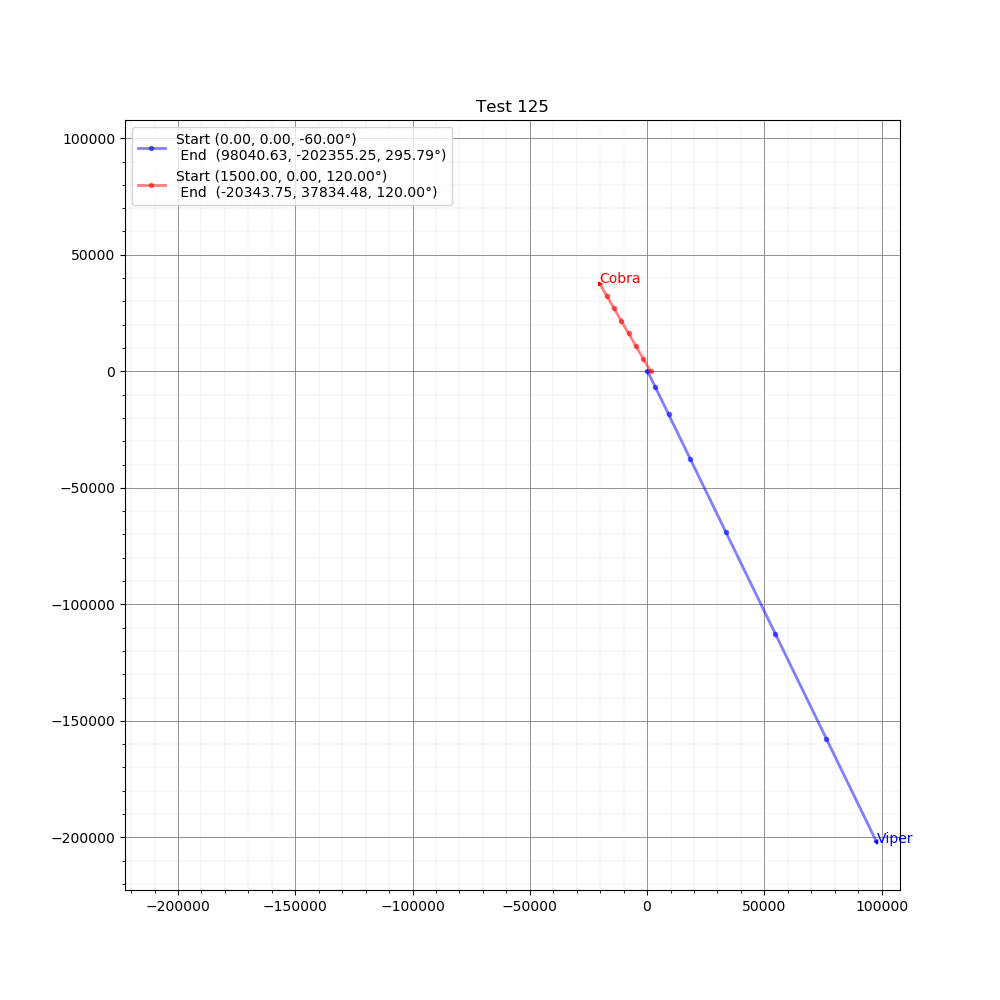 Test 125
Start (0.00, 0.00, -60.00°)
End  (98040.63, -202355.25, 295.79°)
Start (1500.00, 0.00, 120.00°)
End  (-20343.75, 37834.48, 120.00°)
100000
50000
0
−50000
−100000
−150000
−200000
Cobra
Viper
−200000 −150000 −100000 −50000 0 50000 100000